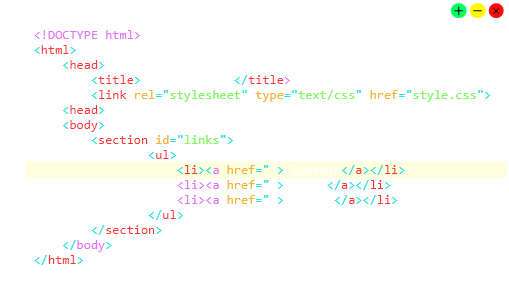 <!DOCTYPE html>
<html>
<head>
<title> </title>
<link rel="stylesheet" type="text/css" href="style.css">
<head>
<body>
<section id="links">
<ul>
<li><a href=" > </a></li>
<li><a href=" > </a></li>
<li><a href=" > </a></li>
</ul>
</section>
</body>
</html>